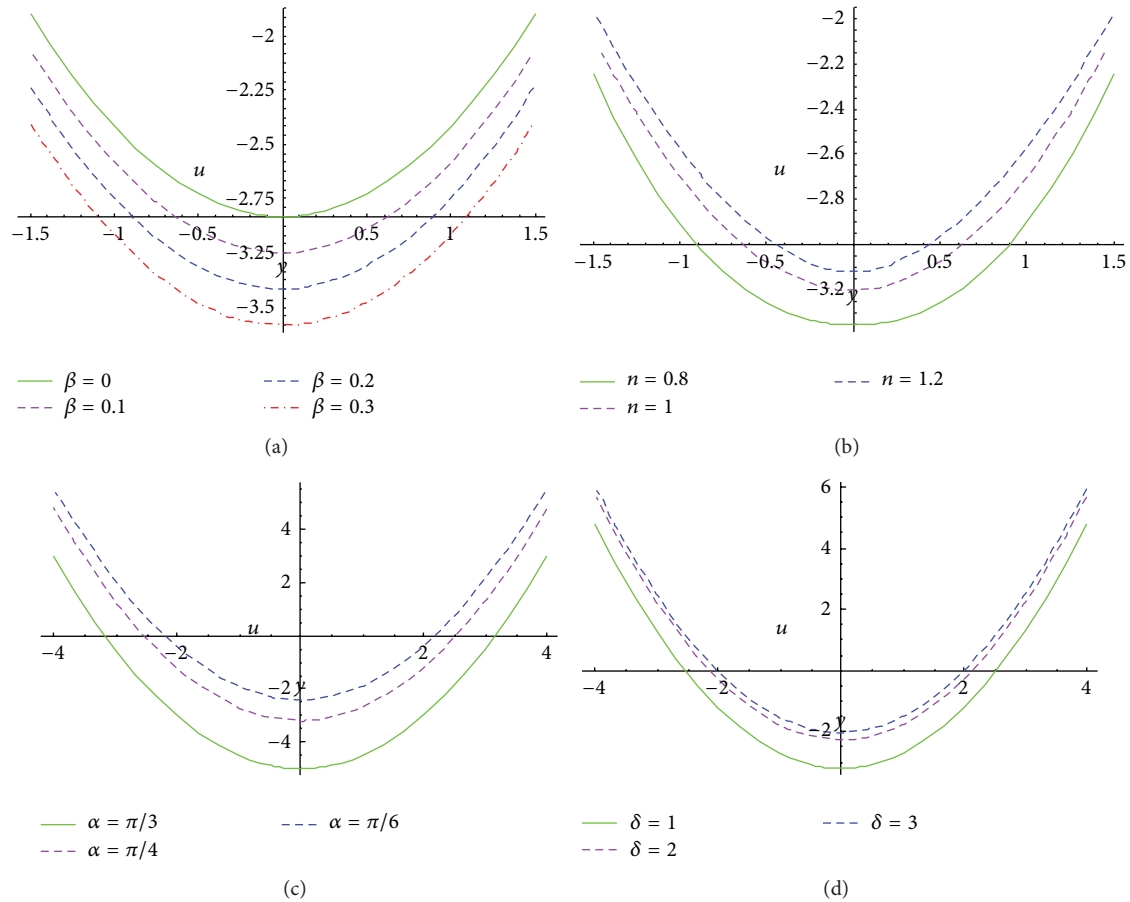 −2
−2.25
−2.5
u
−2.75
−1.5 −1 −0.5 0.5 1 1.5
−3.25
y
−3.5
β = 0 β = 0.2
β = 0.1 β = 0.3
(a)
−2
−2.2
−2.4
−2.6
u
−2.8
−1.5 −1 −0.5 0.5 1 1.5
−3.2
y
n = 0.8 n = 1.2
n = 1
(b)
4
2
u
−4 −2 2 4
−2
y
−4
α = π/3 α = π/6
α = π/4
(c)
6
4
2
u
−4 −2 2 4
y
−2
δ = 1 δ = 3
δ = 2
(d)